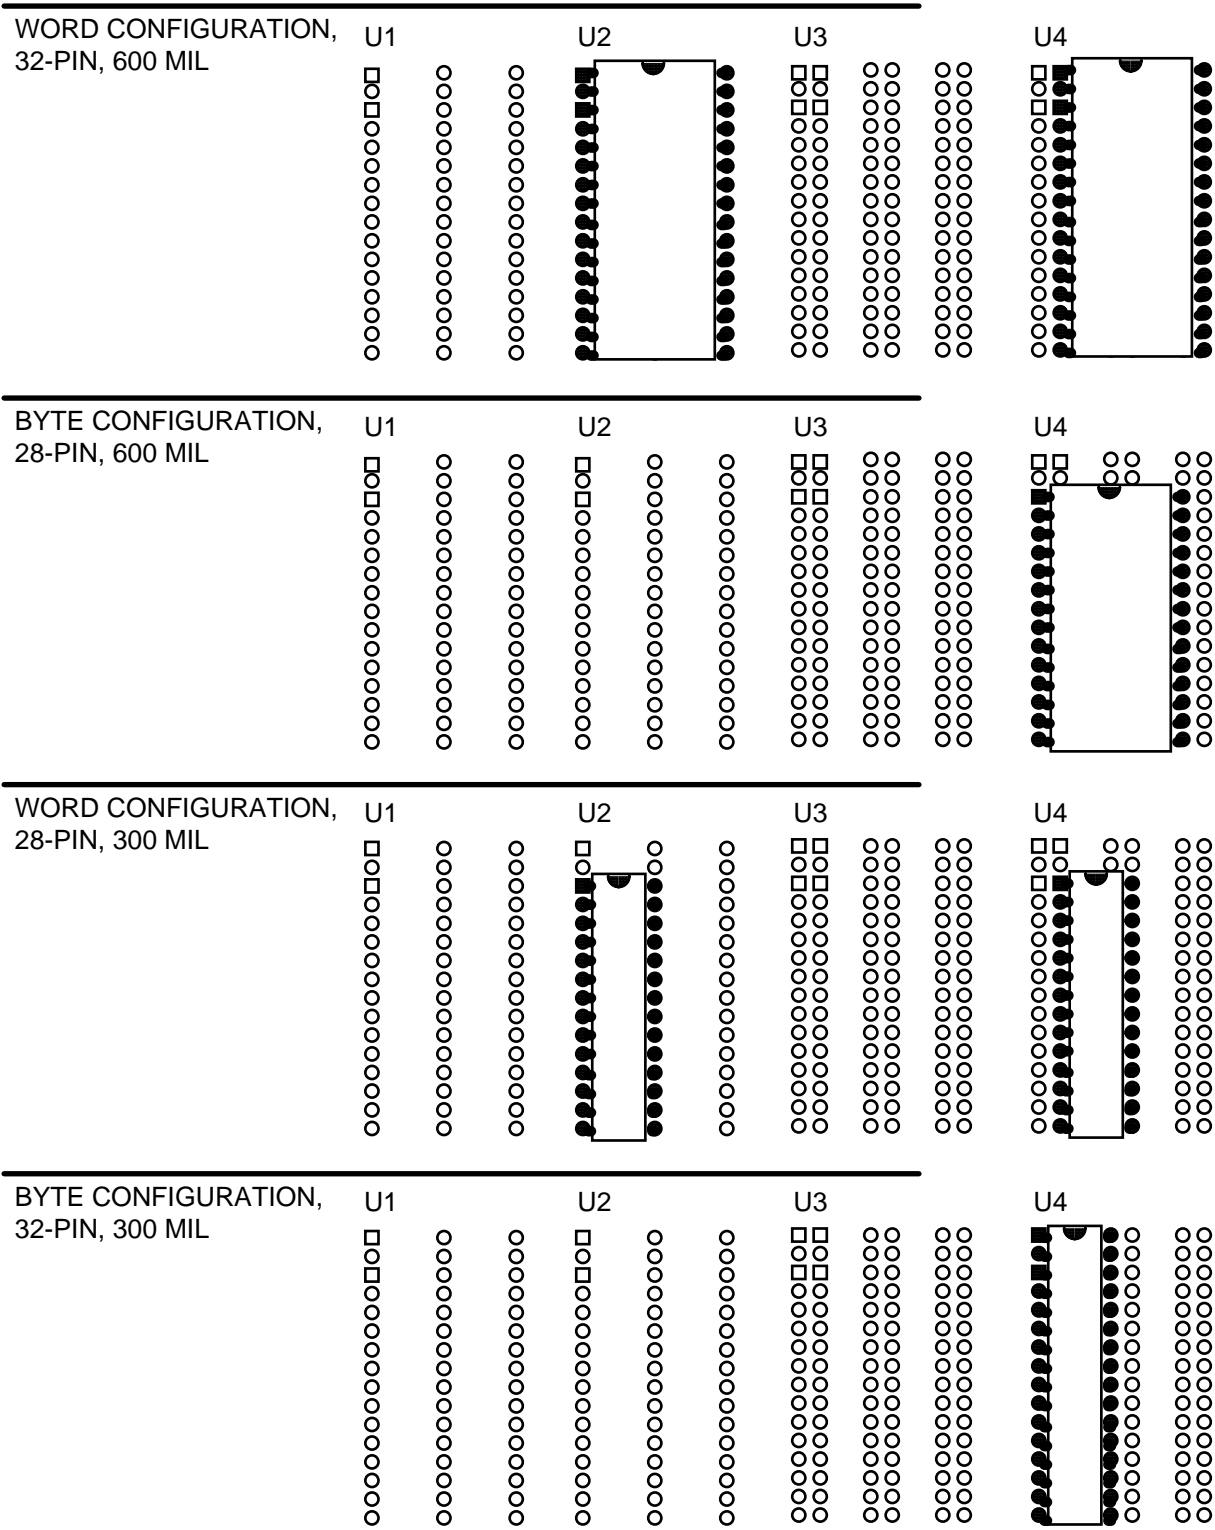 WORD CONFIGURATION,
32-PIN, 600 MIL
U1
U2
U3
U4
BYTE CONFIGURATION,
28-PIN, 600 MIL
U1
U2
U3
U4
WORD CONFIGURATION,
28-PIN, 300 MIL
U1
U2
U3
U4
BYTE CONFIGURATION,
32-PIN, 300 MIL
U1
U2
U3
U4